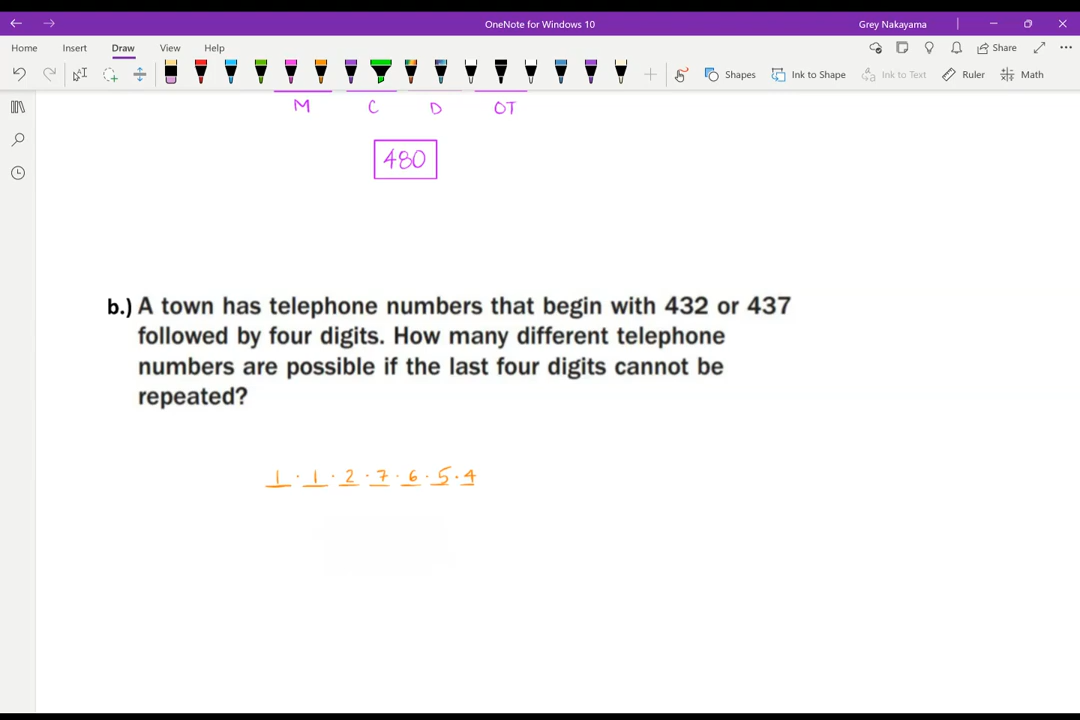 OneNote for Windows 10
Grey Nakayama
Home Insert Draw View Help
Share
Shapes Ink to Shape Ink to Text Ruler Math
M C D OT
480
b.) A town has telephone numbers that begin with 432 or 437
followed by four digits. How many different telephone
numbers are possible if the last four digits cannot be
repeated?
1 · 1 · 2 · 7 · 6 · 5 · 4